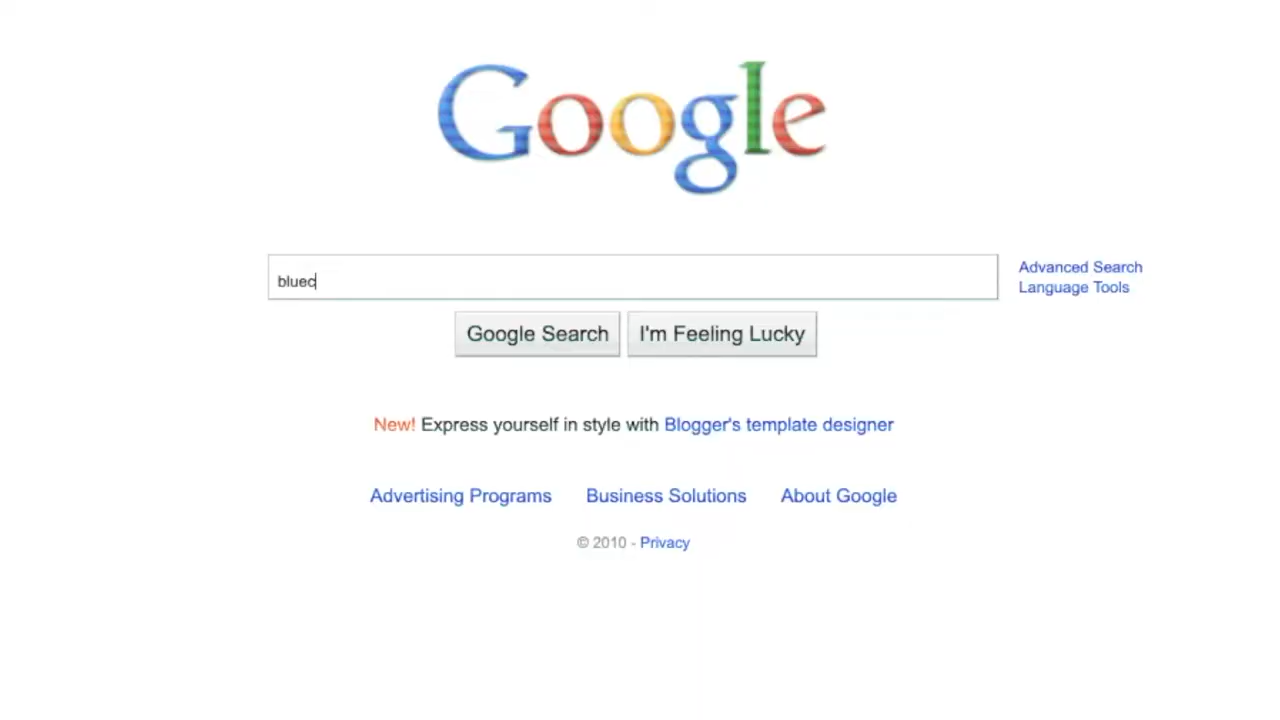 Google
bluec
Advanced Search
Language Tools
Google Search I'm Feeling Lucky
New! Express yourself in style with Blogger's template designer
Advertising Programs Business Solutions About Google
© 2010 - Privacy